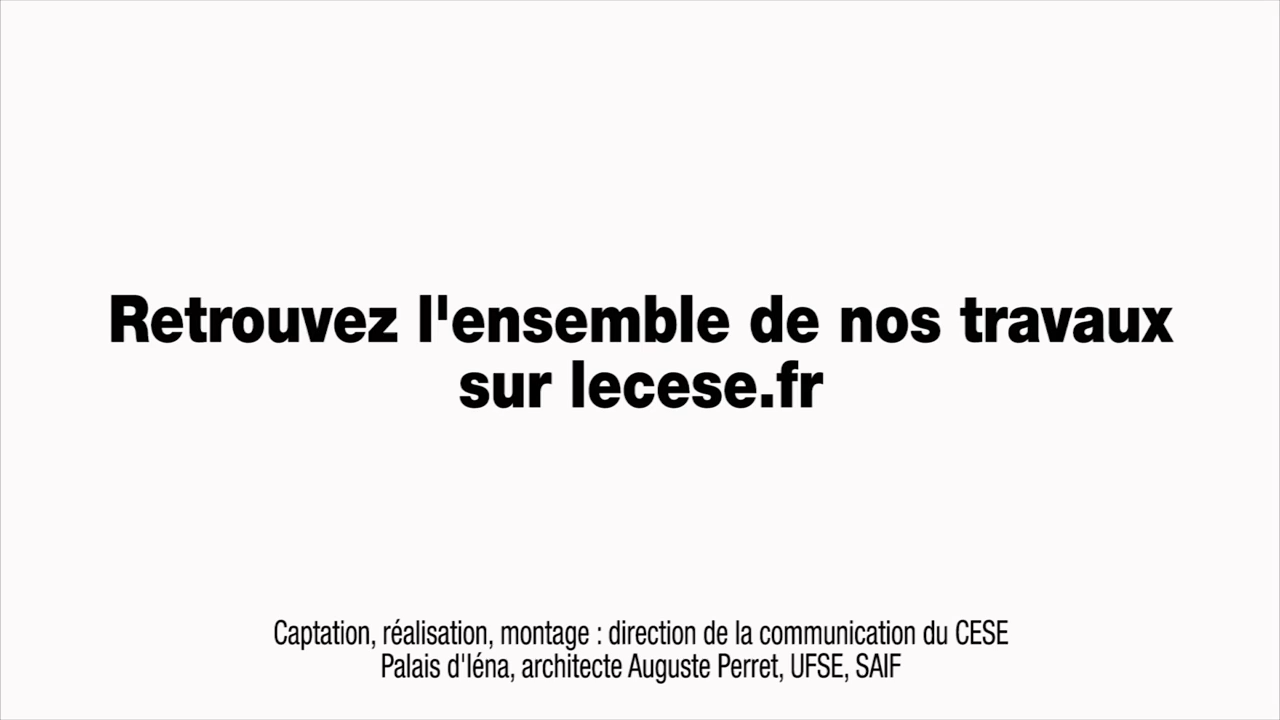 Retrouvez l'ensemble de nos travaux
sur lecese.fr
Captation, réalisation, montage : direction de la communication du CESE
Palais d'Iéna, architecte Auguste Perret, UFSE, SAIF